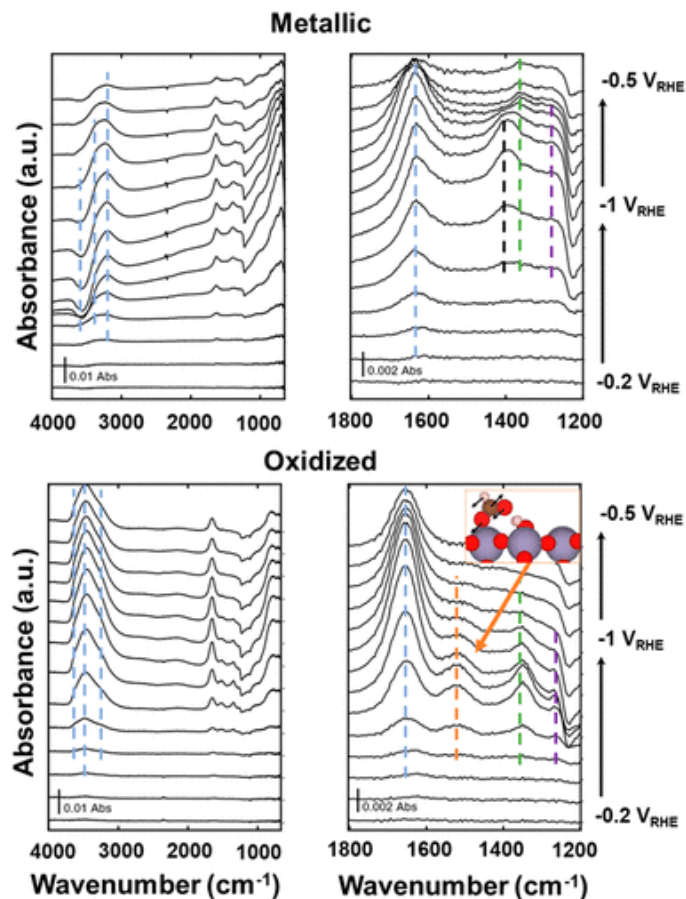 Metallic
Absorbance (a.u.)
0.01 Abs
4000 3000 2000 1000
0.002 Abs
1800 1600 1400 1200
-0.5 VRHE
-1 VRHE
-0.2 VRHE
Oxidized
Absorbance (a.u.)
0.01 Abs
4000 3000 2000 1000
Wavenumber (cm⁻¹)
0.002 Abs
1800 1600 1400 1200
Wavenumber (cm⁻¹)
-0.5 VRHE
-1 VRHE
-0.2 VRHE